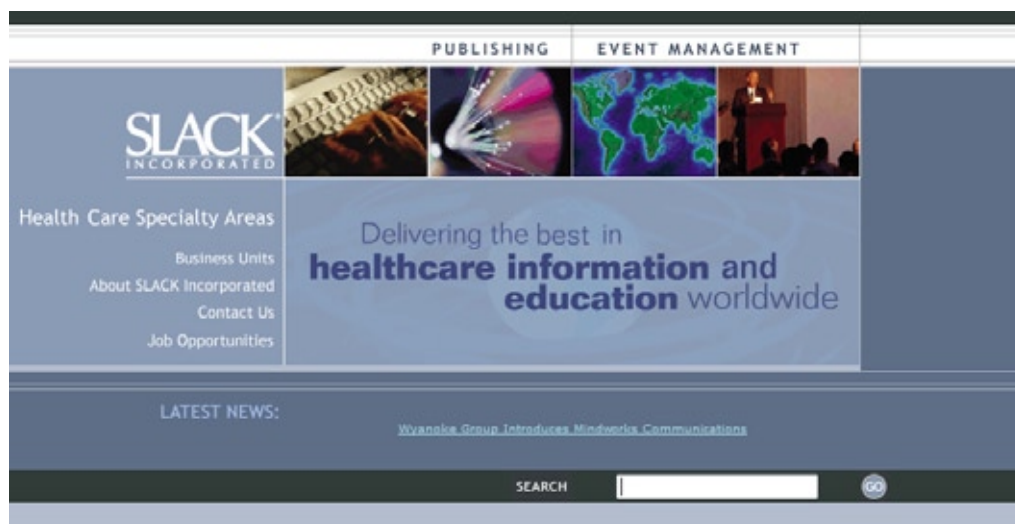 PUBLISHING
EVENT MANAGEMENT
SLACK®
INCORPORATED
Health Care Specialty Areas
Business Units
About SLACK Incorporated
Contact Us
Job Opportunities
Delivering the best in
healthcare information and
education worldwide
LATEST NEWS:
Wyanoke Group Introduces Mindworks Communications
SEARCH
GO